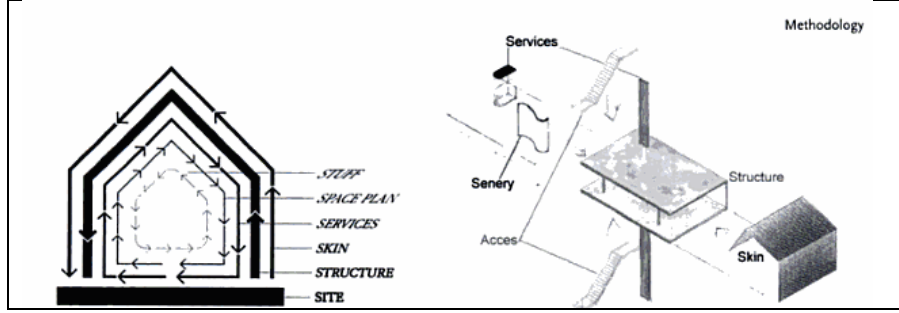 Methodology
STUFF
SPACE PLAN
SERVICES
SKIN
STRUCTURE
SITE
Services
Senery
Acces
Structure
Skin